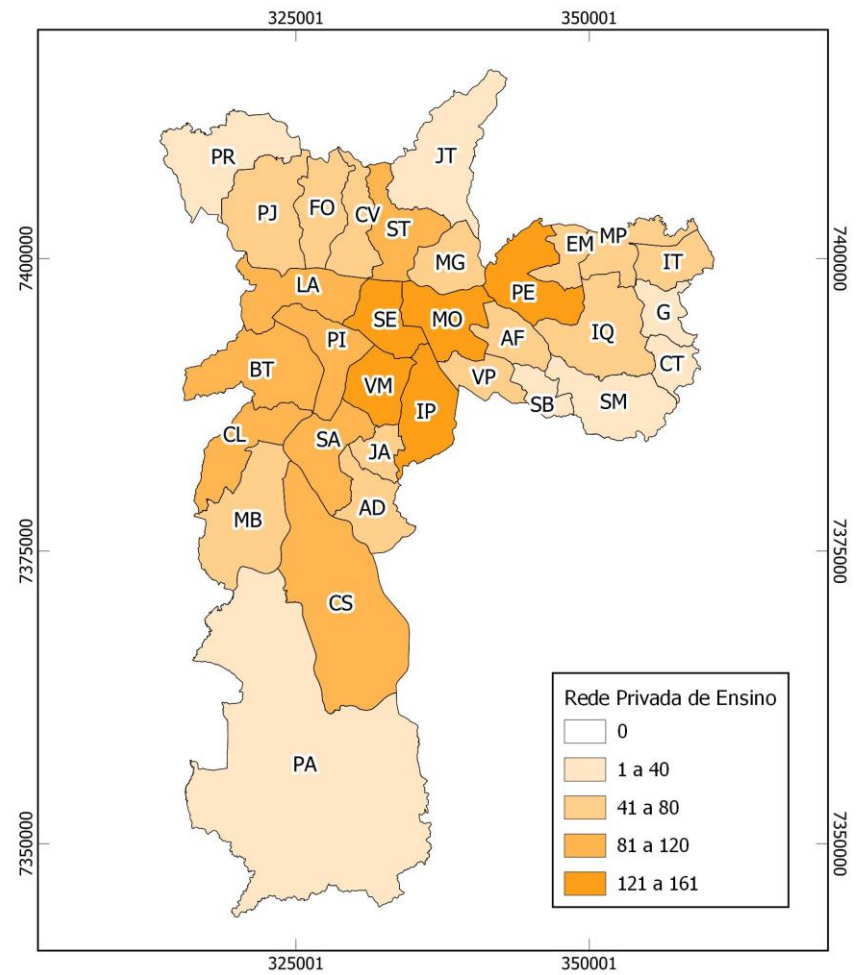 325001 350001
PR
JT
PJ FO CV ST
7400000 MG EM MP IT 7400000
LA PE G
SE MO
PI AF IQ
BT VM VP CT
IP SB SM
CL SA JA
MB AD
7375000 7375000
CS
PA
Rede Privada de Ensino
0
1 a 40
41 a 80
81 a 120
121 a 161
7350000 7350000
325001 350001